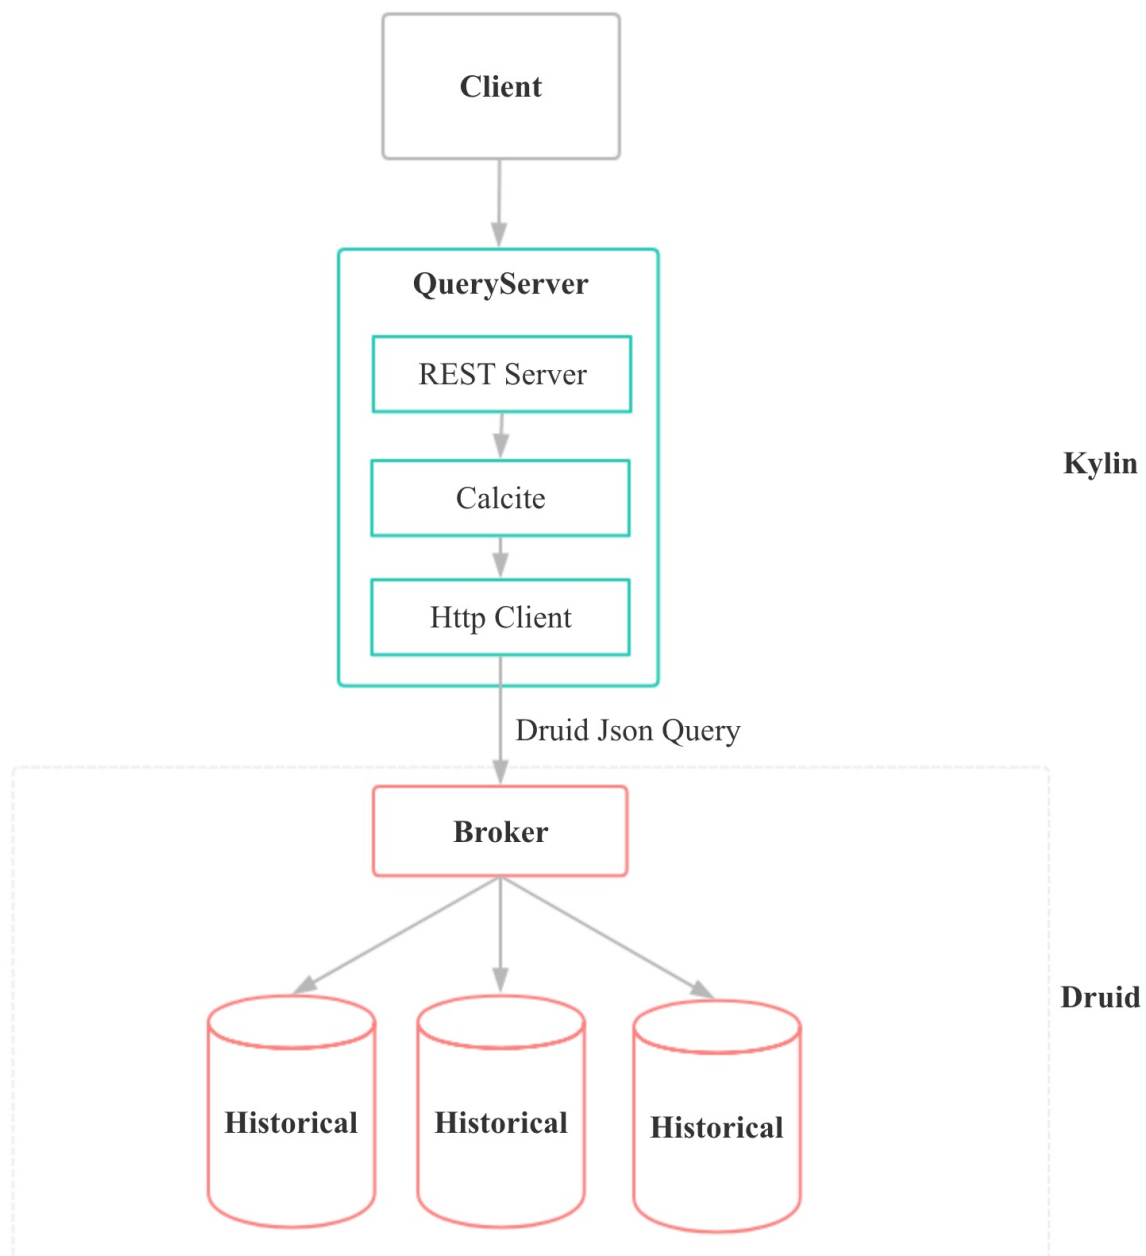 Client
QueryServer
REST Server
Calcite
Kylin
Http Client
Druid Json Query
Broker
Druid
Historical
Historical
Historical